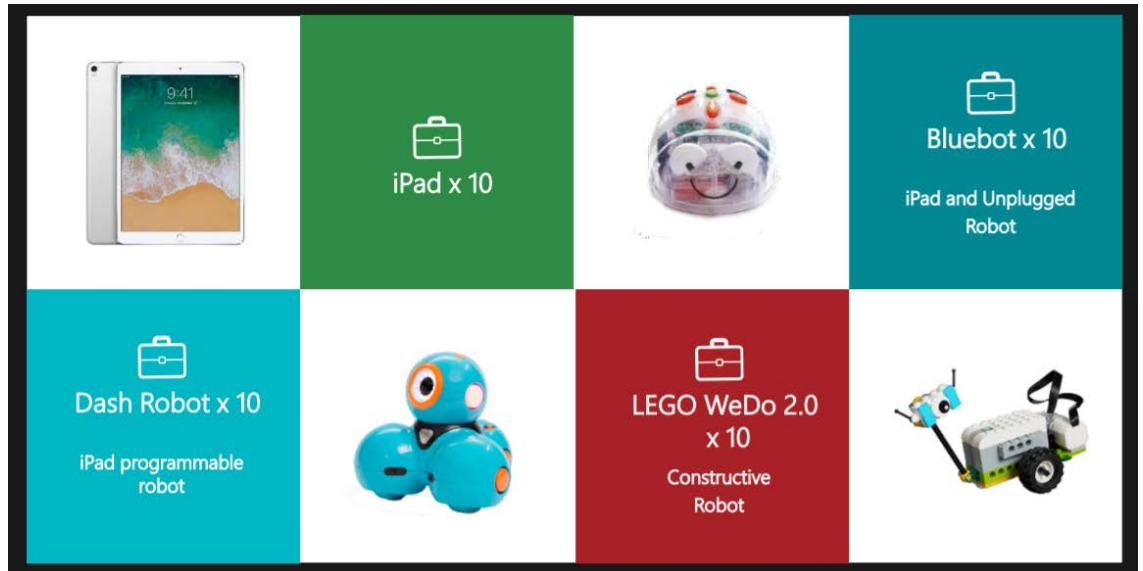 9:41
iPad x 10
Bluebot x 10
iPad and Unplugged
Robot
Dash Robot x 10
iPad programmable
robot
LEGO WeDo 2.0
x 10
Constructive
Robot